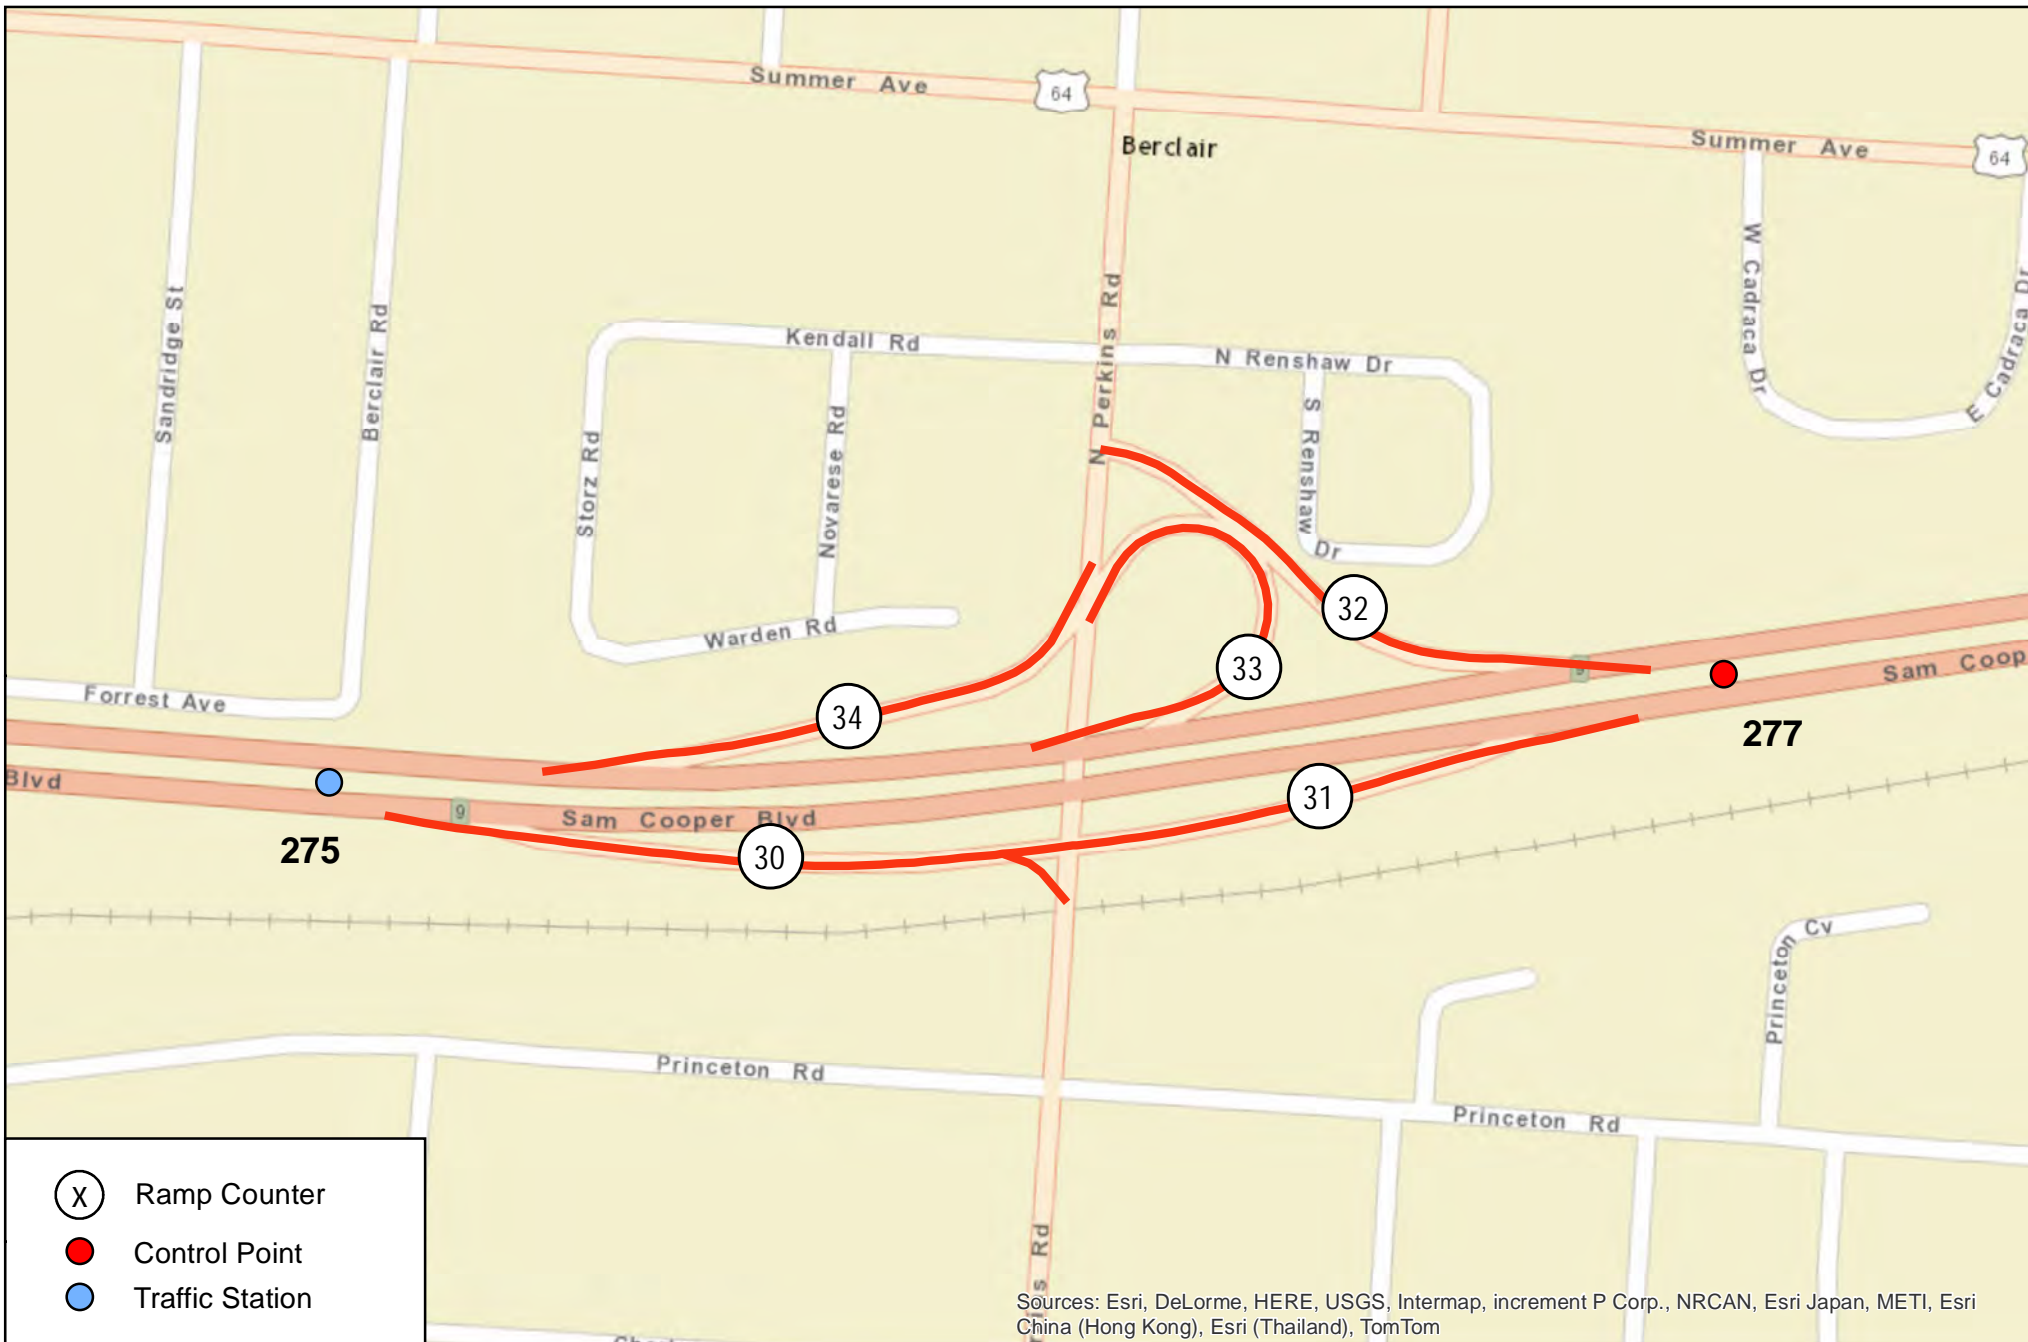 Summer Ave
64
Berclair
Summer Ave
64
Sandridge St
Berclair Rd
Kendall Rd
N Perkins Rd
N Renshaw Dr
W Cadraca Dr
E Cadraca Dr
Storz Rd
Novarese Rd
S Renshaw Dr
Warden Rd
Forrest Ave
32
33
34
9
Sam Coop
277
Blvd
275
9
Sam Cooper Blvd
30
31
Princeton Cv
Princeton Rd
Princeton Rd
Rd
X Ramp Counter
Control Point
Traffic Station
Sources: Esri, DeLorme, HERE, USGS, Intermap, increment P Corp., NRCAN, Esri Japan, METI, Esri
China (Hong Kong), Esri (Thailand), TomTom